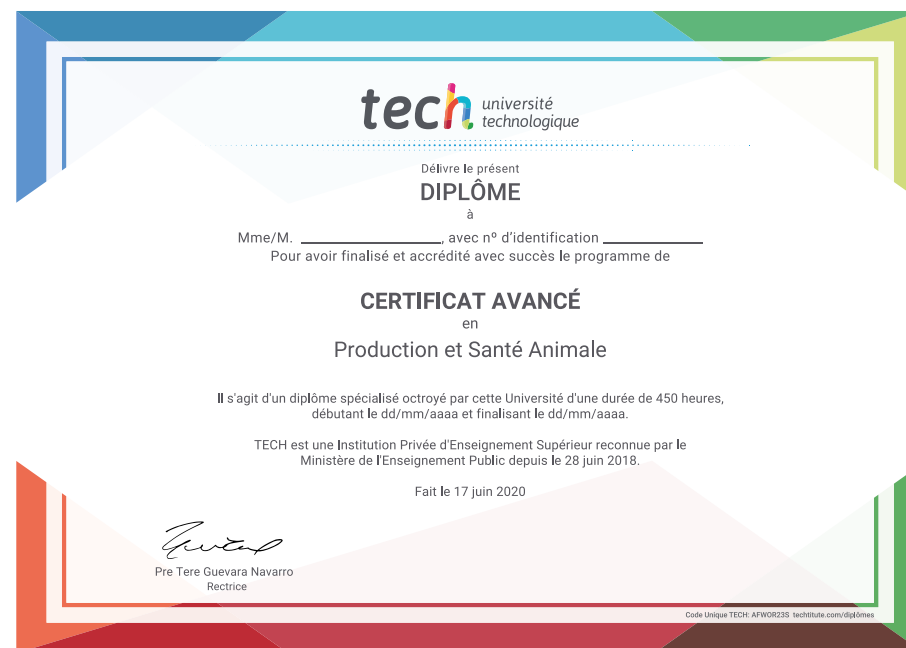 tech université
technologique
Délivre le présent
DIPLÔME
à
Mme/M. ____________________, avec nº d'identification ______________
Pour avoir finalisé et accrédité avec succès le programme de
CERTIFICAT AVANCÉ
en
Production et Santé Animale
Il s'agit d'un diplôme spécialisé octroyé par cette Université d'une durée de 450 heures,
débutant le dd/mm/aaaa et finalisant le dd/mm/aaaa.
TECH est une Institution Privée d'Enseignement Supérieur reconnue par le
Ministère de l'Enseignement Public depuis le 28 juin 2018.
Fait le 17 juin 2020
Pre Tere Guevara Navarro
Rectrice
Code Unique TECH: AFWOR23S techtitute.com/diplômes